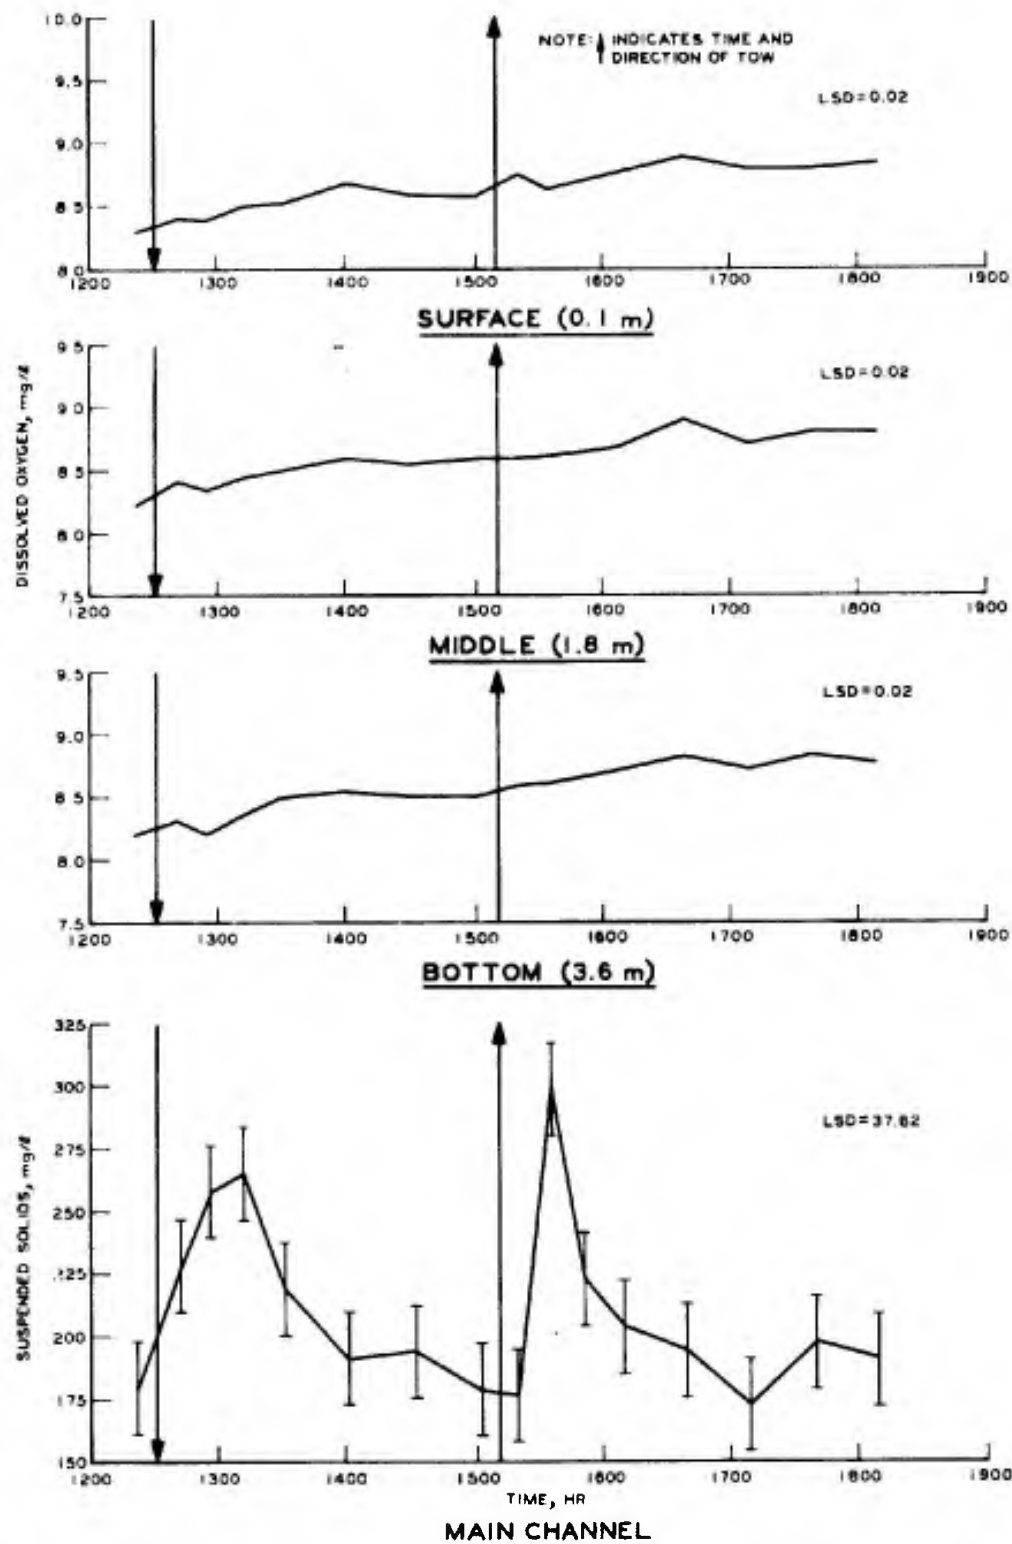 10.0
NOTE: INDICATES TIME AND
DIRECTION OF TOW
9.5
LSD=0.02
9.0
8.5
8.0
1200 1300 1400 1500 1600 1700 1800 1900
SURFACE (0.1 m)
9.5
LSD=0.02
9.0
8.5
8.0
7.5
1200 1300 1400 1500 1600 1700 1800 1900
DISSOLVED OXYGEN, mg/ℓ
MIDDLE (1.8 m)
9.5
LSD=0.02
9.0
8.5
8.0
7.5
1200 1300 1400 1500 1600 1700 1800 1900
BOTTOM (3.6 m)
325
300
LSD=37.62
275
250
225
200
175
150
1200 1300 1400 1500 1600 1700 1800 1900
SUSPENDED SOLIDS, mg/ℓ
TIME, HR
MAIN CHANNEL